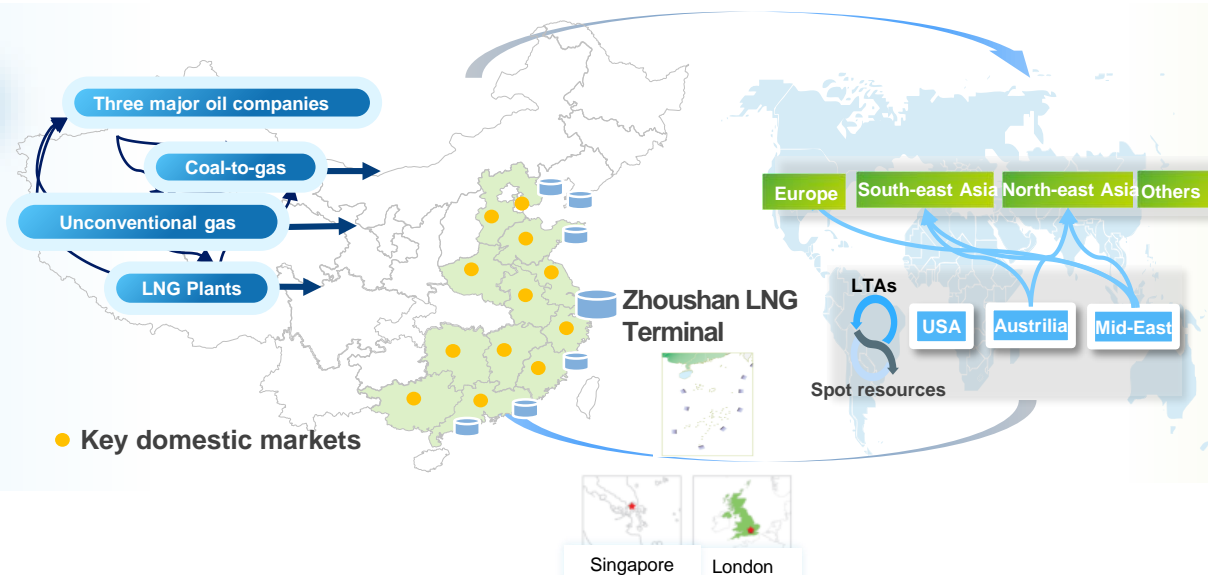 Three major oil companies
Coal-to-gas
Unconventional gas
LNG Plants
Zhoushan LNG
Terminal
Key domestic markets
Europe
South-east Asia
North-east Asia
Others
LTAs
USA
Austrilia
Mid-East
Spot resources
Singapore
London